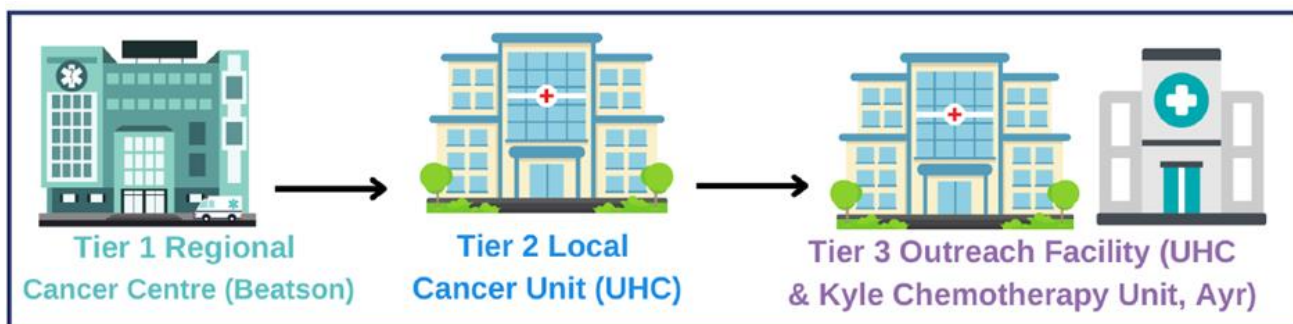 Tier 1 Regional
Cancer Centre (Beatson)
Tier 2 Local
Cancer Unit (UHC)
Tier 3 Outreach Facility (UHC
& Kyle Chemotherapy Unit, Ayr)